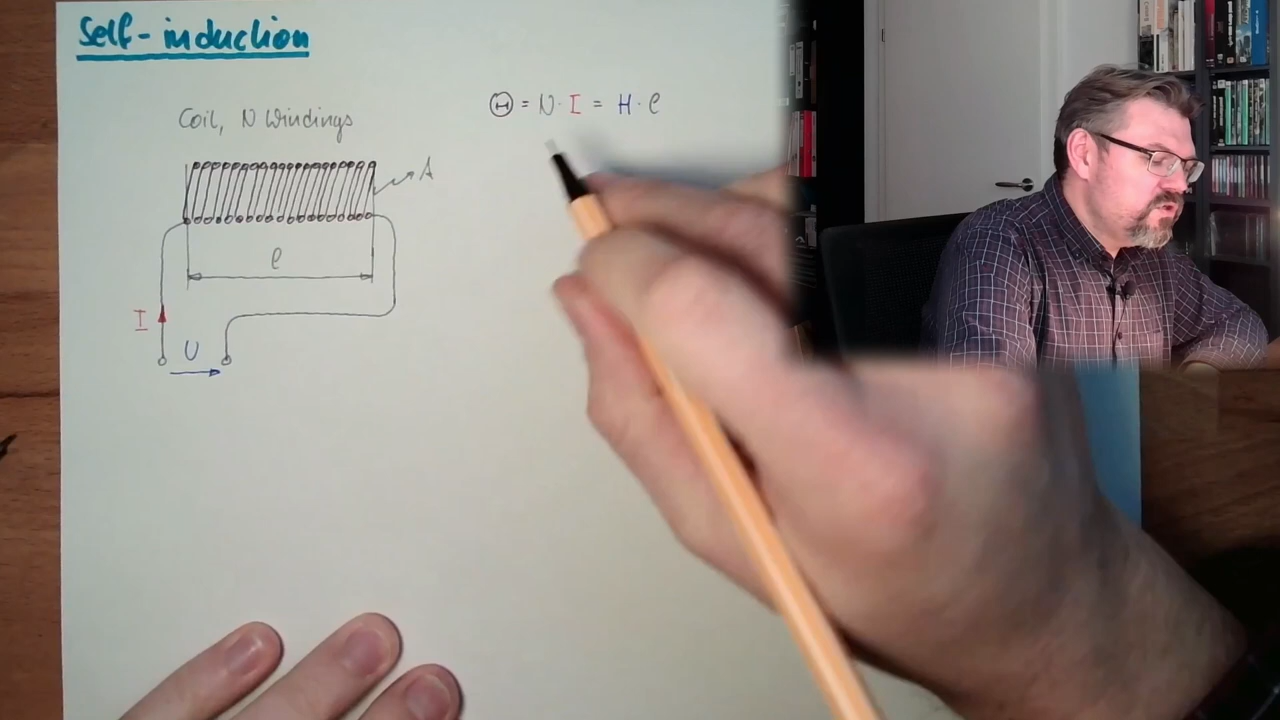 Self-induction
Coil, N Windings
Θ = N · I = H · l
A
l
I
U